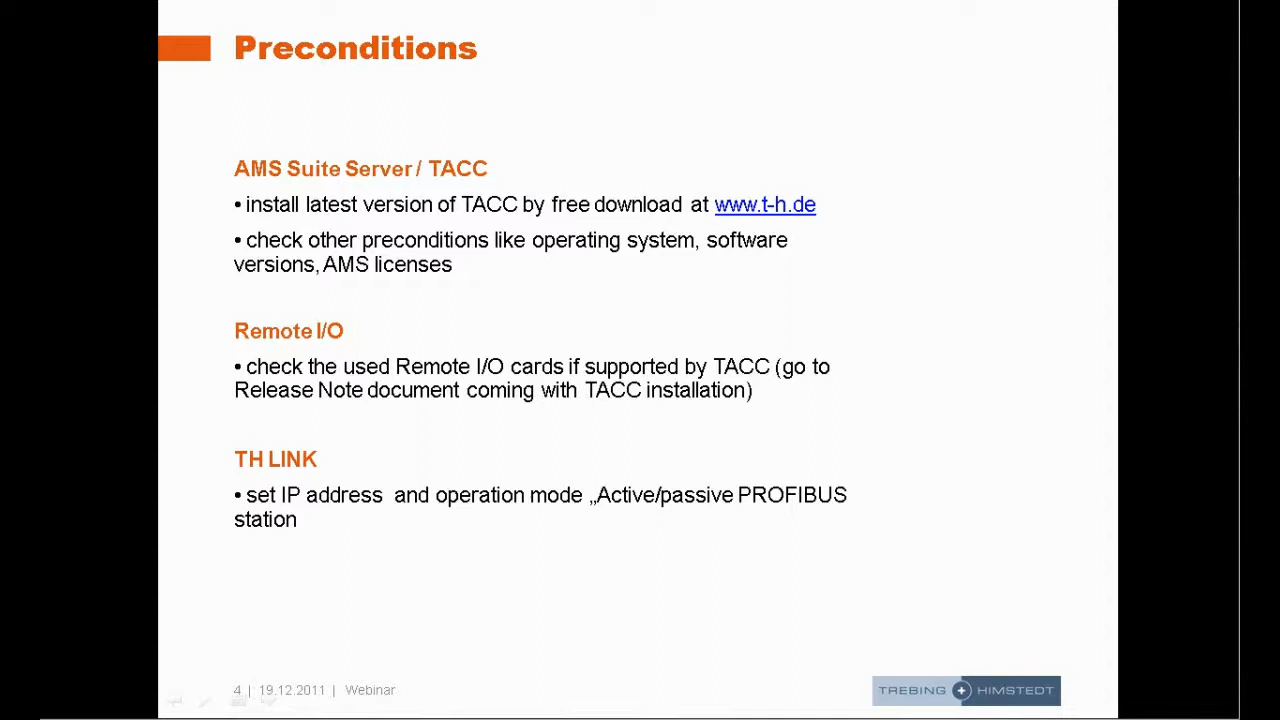 Preconditions
AMS Suite Server / TACC
• install latest version of TACC by free download at www.t-h.de
• check other preconditions like operating system, software
versions, AMS licenses
Remote I/O
• check the used Remote I/O cards if supported by TACC (go to
Release Note document coming with TACC installation)
TH LINK
• set IP address and operation mode „Active/passive PROFIBUS
station
4 | 19.12.2011 | Webinar
TREBING + HIMSTEDT